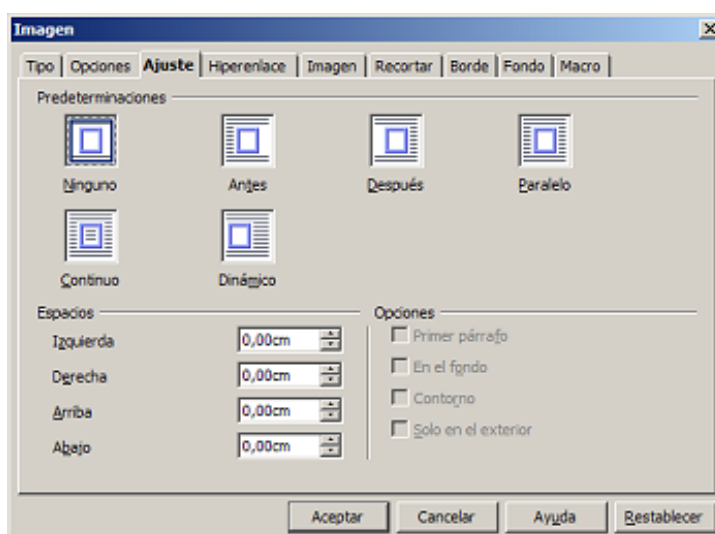 Imagen
Tipo Opciones Ajuste Hiperenlace Imagen Recortar Borde Fondo Macro
Predeterminaciones
Ninguno Antes Después Paralelo
Continuo Dinámico
Espacios Opciones
Izquierda 0,00cm Primer párrafo
Derecha 0,00cm En el fondo
Arriba 0,00cm Contorno
Abajo 0,00cm Solo en el exterior
Aceptar Cancelar Ayuda Restablecer